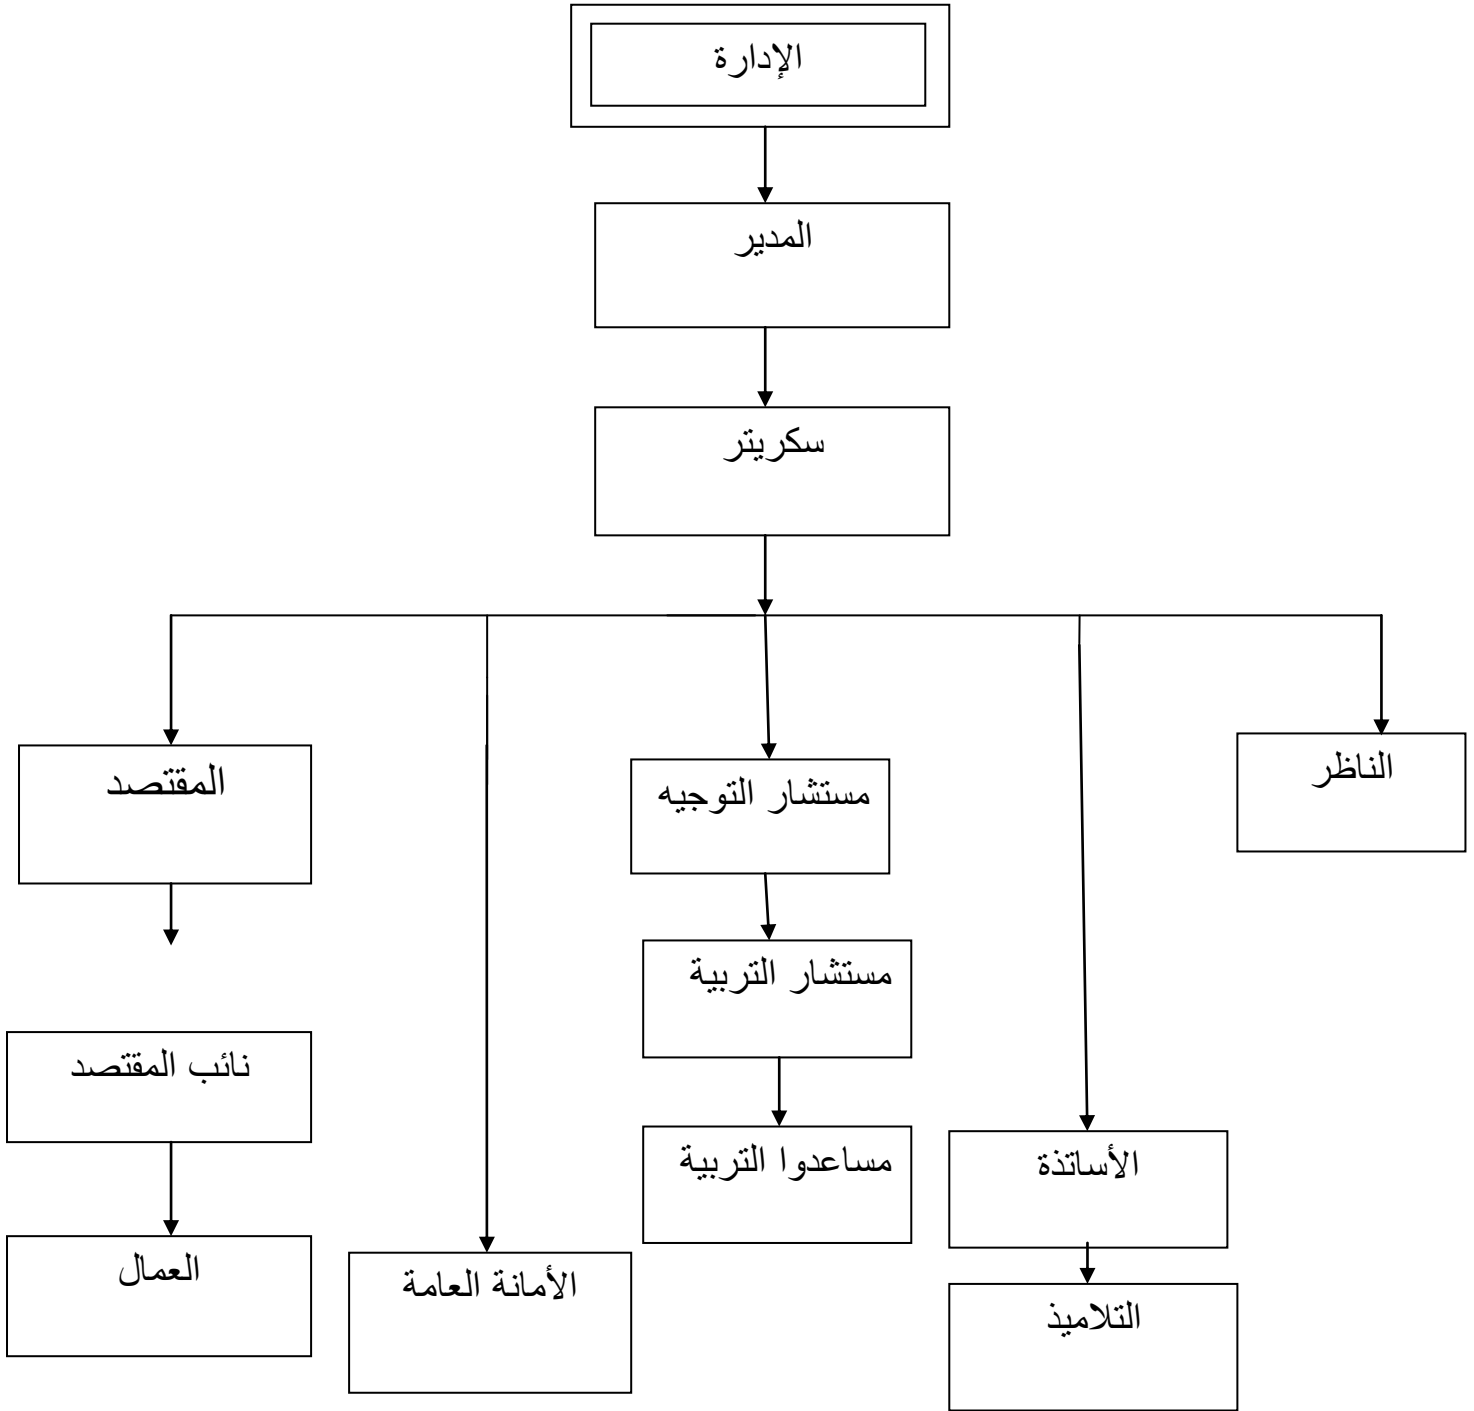 الإدارة
المدير
سكريتر
الناظر
المقتصد
مستشار التوجيه
مستشار التربية
نائب المقتصد
مساعدوا التربية
الأساتذة
العمال
الأمانة العامة
التلاميذ